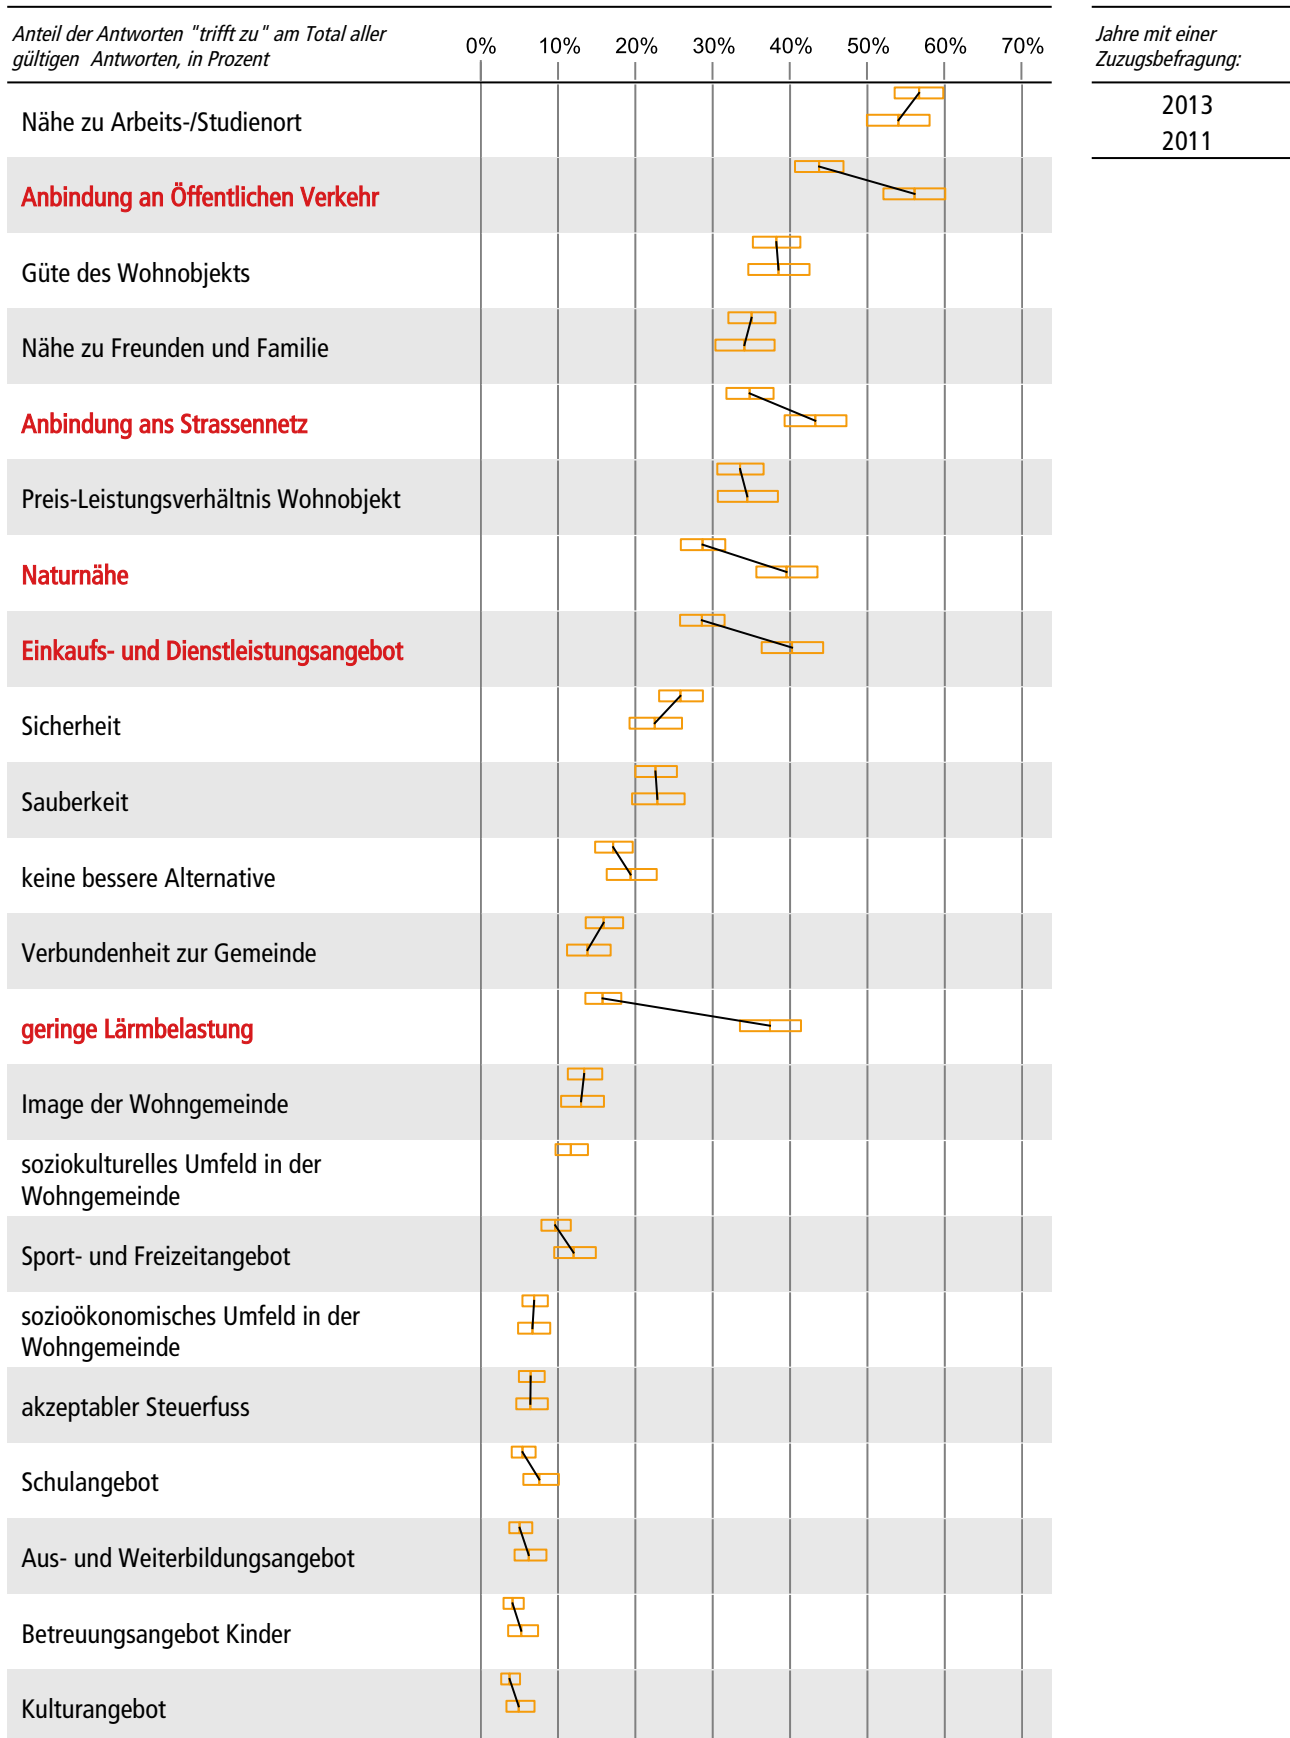 Anteil der Antworten "trifft zu" am Total aller
gültigen Antworten, in Prozent
0% 10% 20% 30% 40% 50% 60% 70%
Jahre mit einer
Zuzugsbefragung:
2013
2011
Nähe zu Arbeits-/Studienort
Anbindung an Öffentlichen Verkehr
Güte des Wohnobjekts
Nähe zu Freunden und Familie
Anbindung ans Strassennetz
Preis-Leistungsverhältnis Wohnobjekt
Naturnähe
Einkaufs- und Dienstleistungsangebot
Sicherheit
Sauberkeit
keine bessere Alternative
Verbundenheit zur Gemeinde
geringe Lärmbelastung
Image der Wohngemeinde
soziokulturelles Umfeld in der
Wohngemeinde
Sport- und Freizeitangebot
sozioökonomisches Umfeld in der
Wohngemeinde
akzeptabler Steuerfuss
Schulangebot
Aus- und Weiterbildungsangebot
Betreuungsangebot Kinder
Kulturangebot